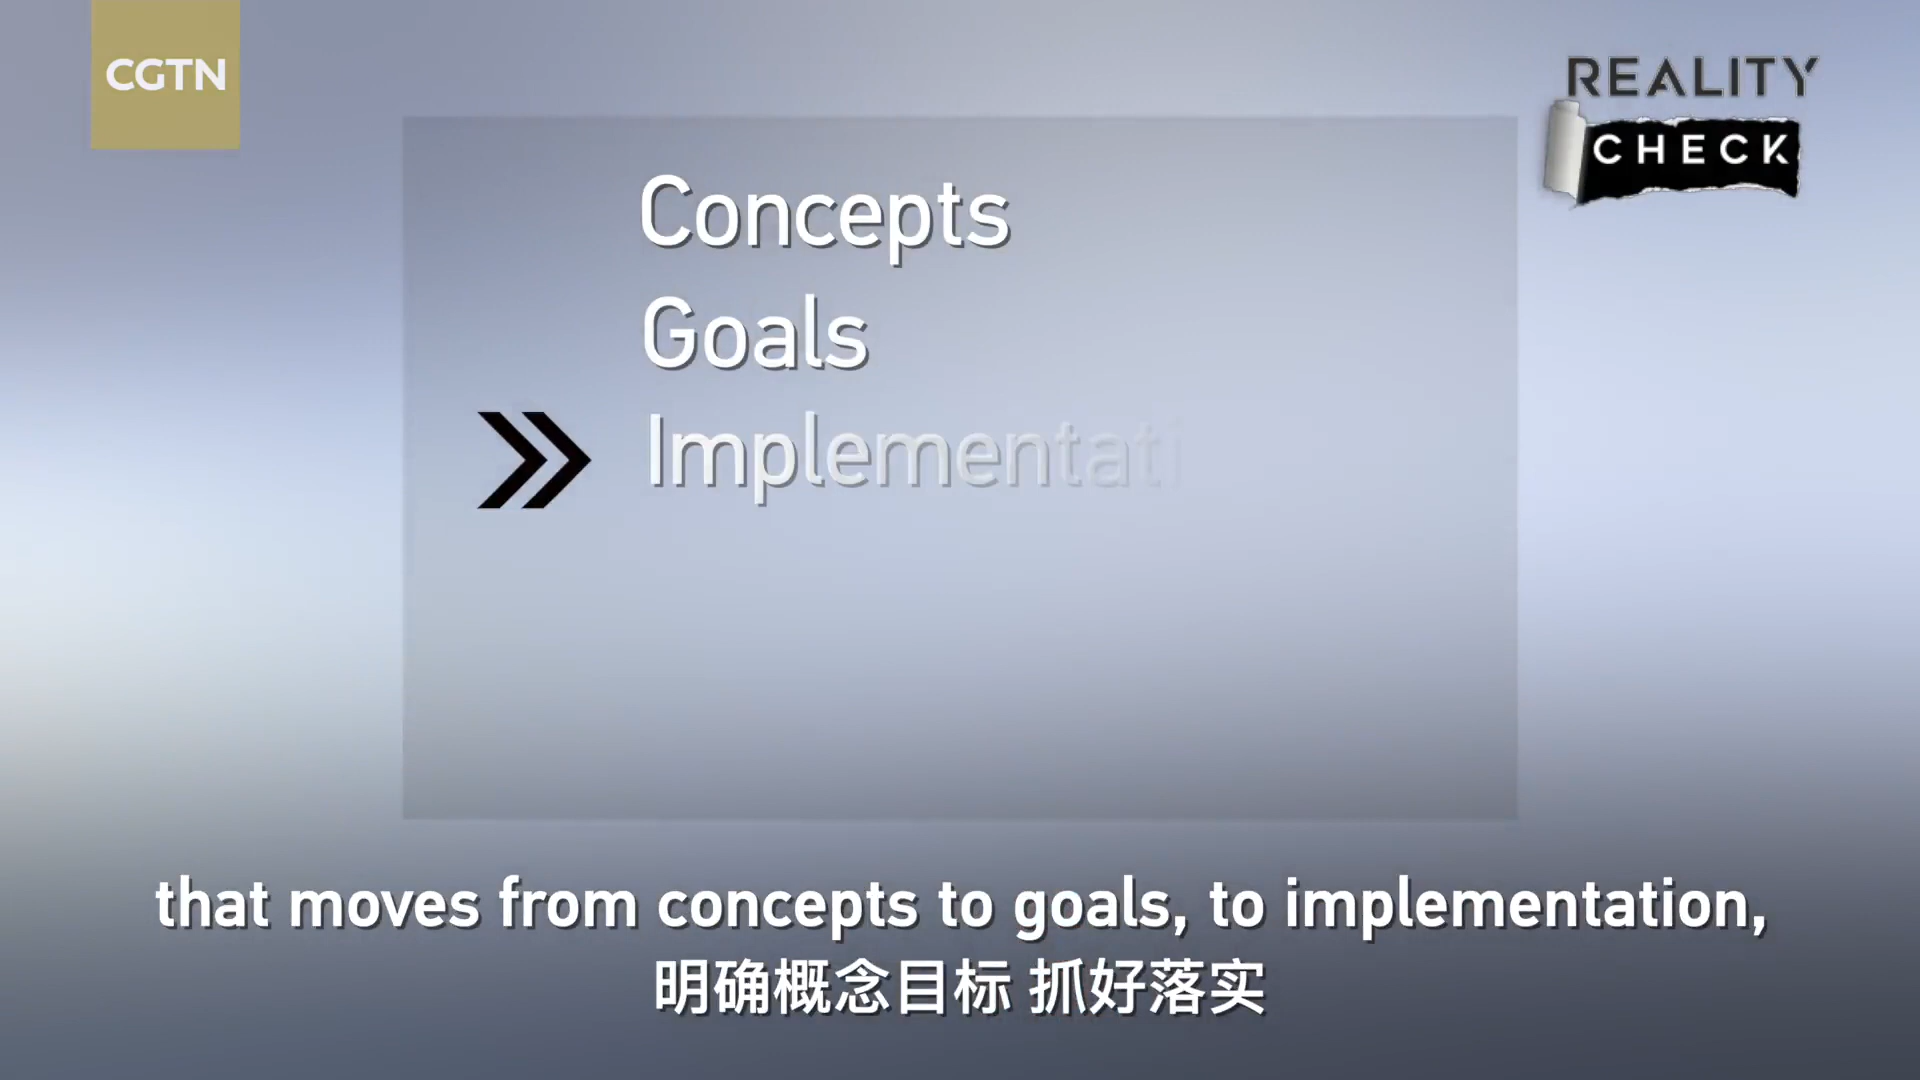 CGTN
REALITY
CHECK
Concepts
Goals
Implementati
that moves from concepts to goals, to implementation,
明确概念目标 抓好落实